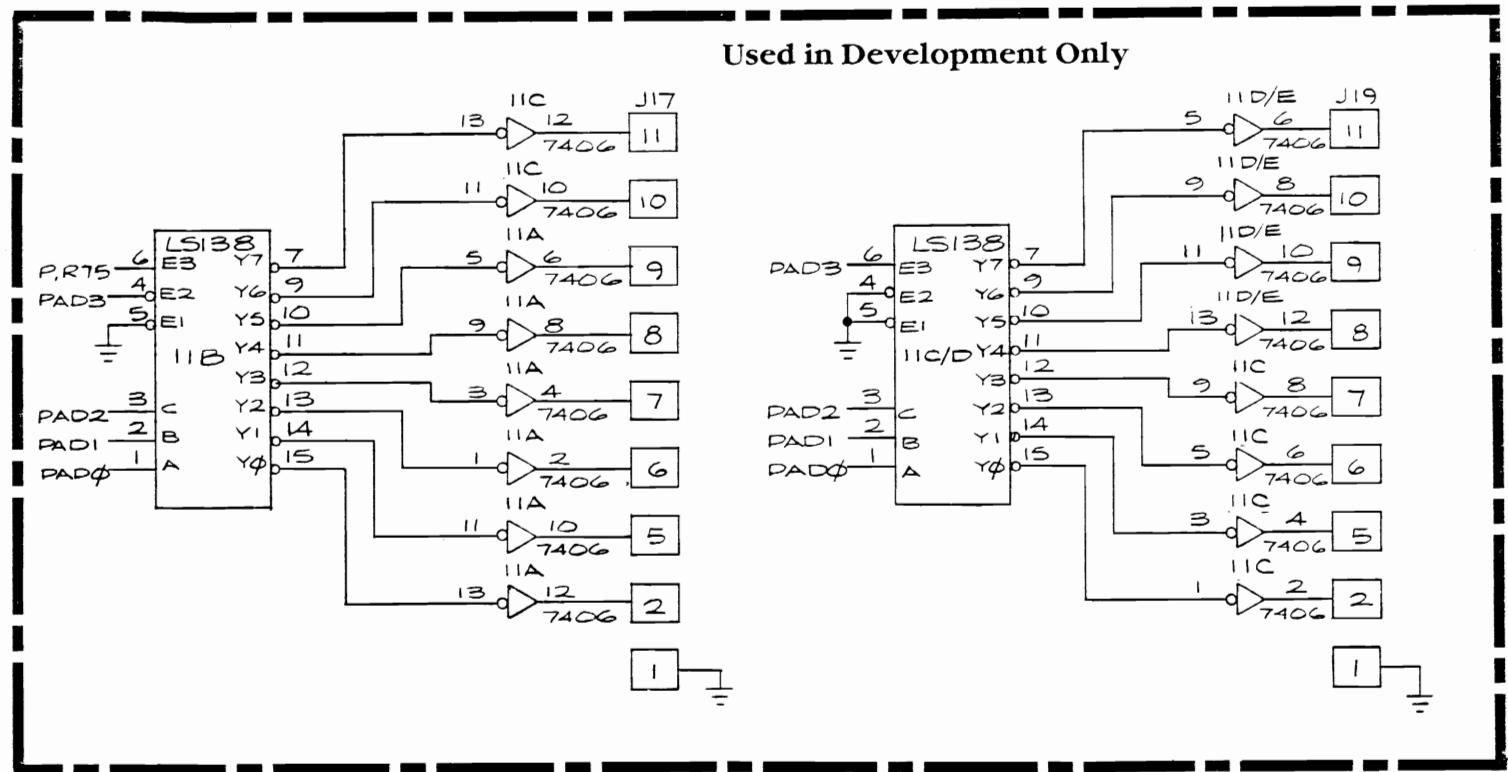 Used in Development Only
11C
J17
13
12
7406
11
11C
11
10
7406
10
11A
5
6
7406
9
11A
9
8
7406
8
11A
3
4
7406
7
11A
1
2
7406
6
11A
11
10
7406
5
11A
13
12
7406
2
1
LS138
P.R75
6
E3
Y7
7
PAD3
4
E2
Y6
9
5
E1
Y5
10
11B
Y4
11
Y3
12
PAD2
3
C
Y2
13
PAD1
2
B
Y1
14
PADφ
1
A
Yφ
15
11D/E
J19
5
6
7406
11
11D/E
9
8
7406
10
11D/E
11
10
7406
9
11D/E
13
12
7406
8
11C
9
8
7406
7
11C
5
6
7406
6
11C
3
4
7406
5
11C
1
2
7406
2
1
LS138
PAD3
6
E3
Y7
7
4
E2
Y6
9
5
E1
Y5
10
11C/D
Y4
11
Y3
12
PAD2
3
C
Y2
13
PAD1
2
B
Y1
14
PADφ
1
A
Yφ
15